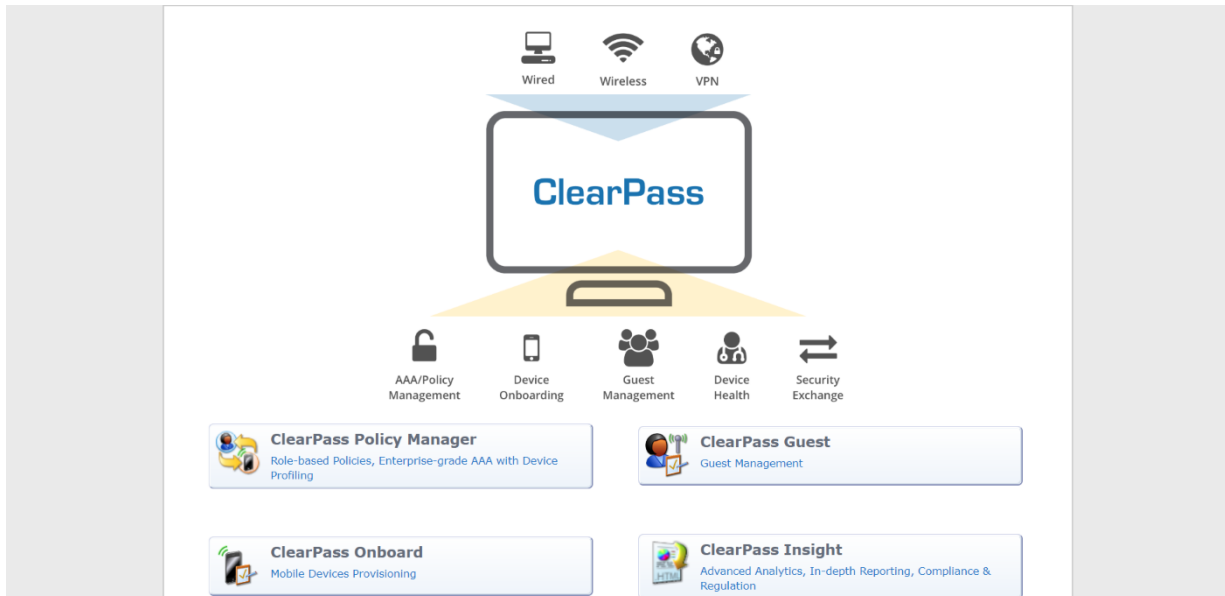 Wired
Wireless
VPN
ClearPass
AAA/Policy
Management
Device
Onboarding
Guest
Management
Device
Health
Security
Exchange
ClearPass Policy Manager
Role-based Policies, Enterprise-grade AAA with Device
Profiling
ClearPass Guest
Guest Management
ClearPass Onboard
Mobile Devices Provisioning
ClearPass Insight
Advanced Analytics, In-depth Reporting, Compliance &
Regulation
HTML